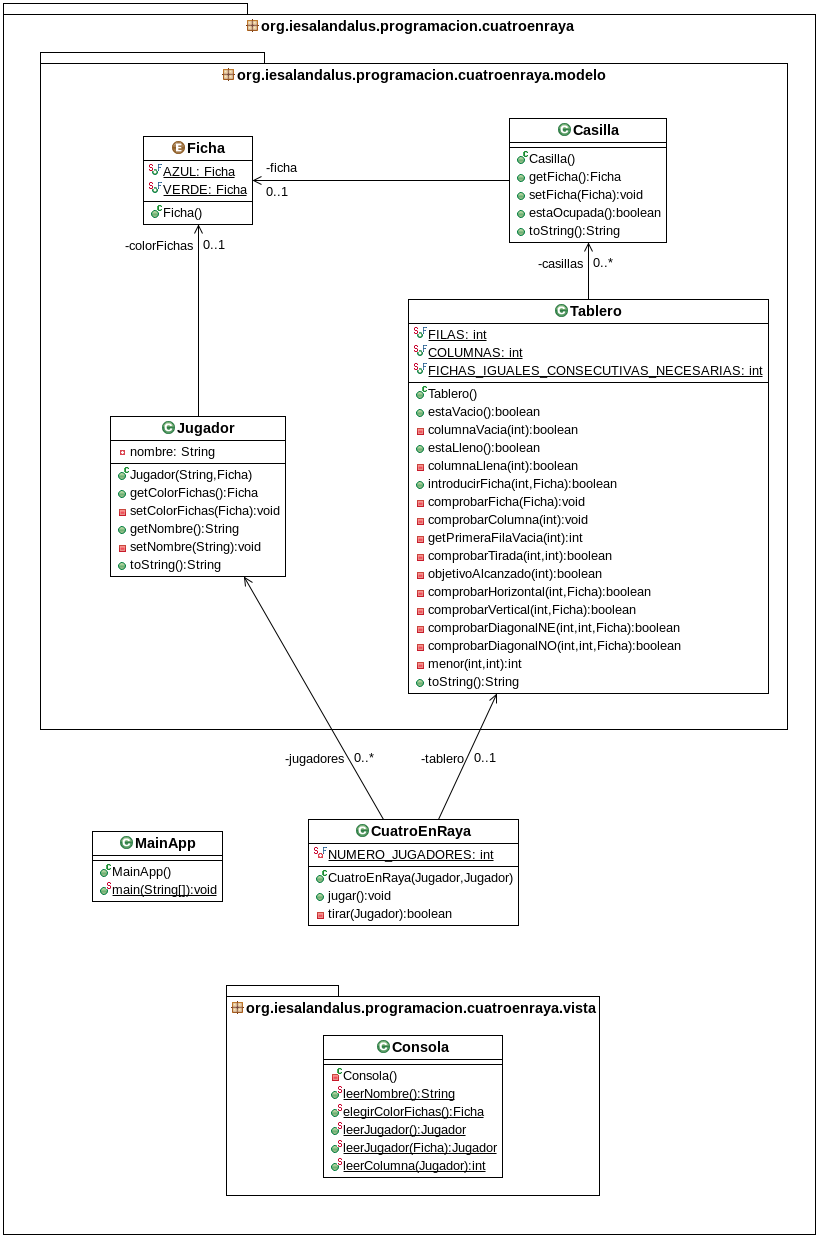 org.iesalandalus.programacion.cuatroenraya
org.iesalandalus.programacion.cuatroenraya.modelo
Ficha
AZUL: Ficha
VERDE: Ficha
Ficha()
-ficha
0..1
Casilla
Casilla()
getFicha():Ficha
setFicha(Ficha):void
estaOcupada():boolean
toString():String
-colorFichas
0..1
-casillas
0..*
Tablero
FILAS: int
COLUMNAS: int
FICHAS_IGUALES_CONSECUTIVAS_NECESARIAS: int
Tablero()
estaVacio():boolean
columnaVacia(int):boolean
estaLleno():boolean
columnaLlena(int):boolean
introducirFicha(int,Ficha):boolean
comprobarFicha(Ficha):void
comprobarColumna(int):void
getPrimeraFilaVacia(int):int
comprobarTirada(int,int):boolean
objetivoAlcanzado(int):boolean
comprobarHorizontal(int,Ficha):boolean
comprobarVertical(int,Ficha):boolean
comprobarDiagonalNE(int,int,Ficha):boolean
comprobarDiagonalNO(int,int,Ficha):boolean
menor(int,int):int
toString():String
Jugador
nombre: String
Jugador(String,Ficha)
getColorFichas():Ficha
setColorFichas(Ficha):void
getNombre():String
setNombre(String):void
toString():String
-jugadores
0..*
-tablero
0..1
MainApp
MainApp()
main(String[]):void
CuatroEnRaya
NUMERO_JUGADORES: int
CuatroEnRaya(Jugador,Jugador)
jugar():void
tirar(Jugador):boolean
org.iesalandalus.programacion.cuatroenraya.vista
Consola
Consola()
leerNombre():String
elegirColorFichas():Ficha
leerJugador():Jugador
leerJugador(Ficha):Jugador
leerColumna(Jugador):int